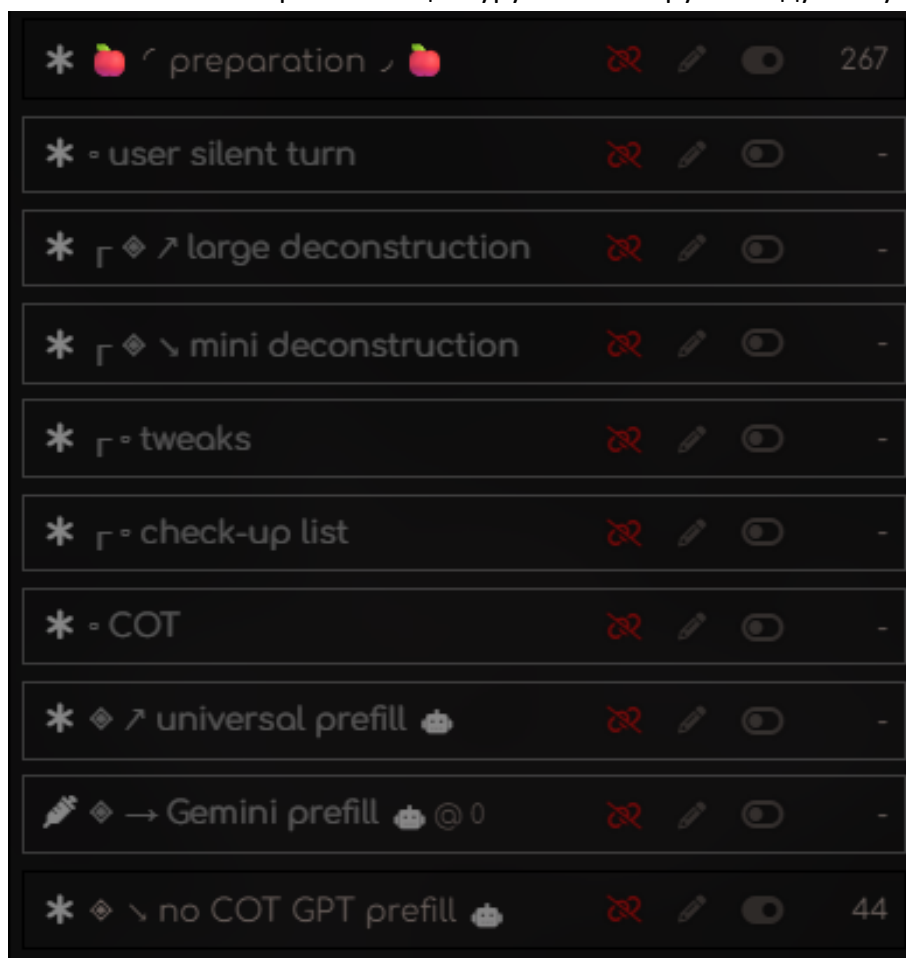 🍎 ╭ preparation ╯ 🍎 267
▫ user silent turn -
┌ ◈ ↗ large deconstruction -
┌ ◈ ↘ mini deconstruction -
┌ ▫ tweaks -
┌ ▫ check-up list -
▫ COT -
◈ ↗ universal prefill -
◈ → Gemini prefill @ 0 -
◈ ↘ no COT GPT prefill 44